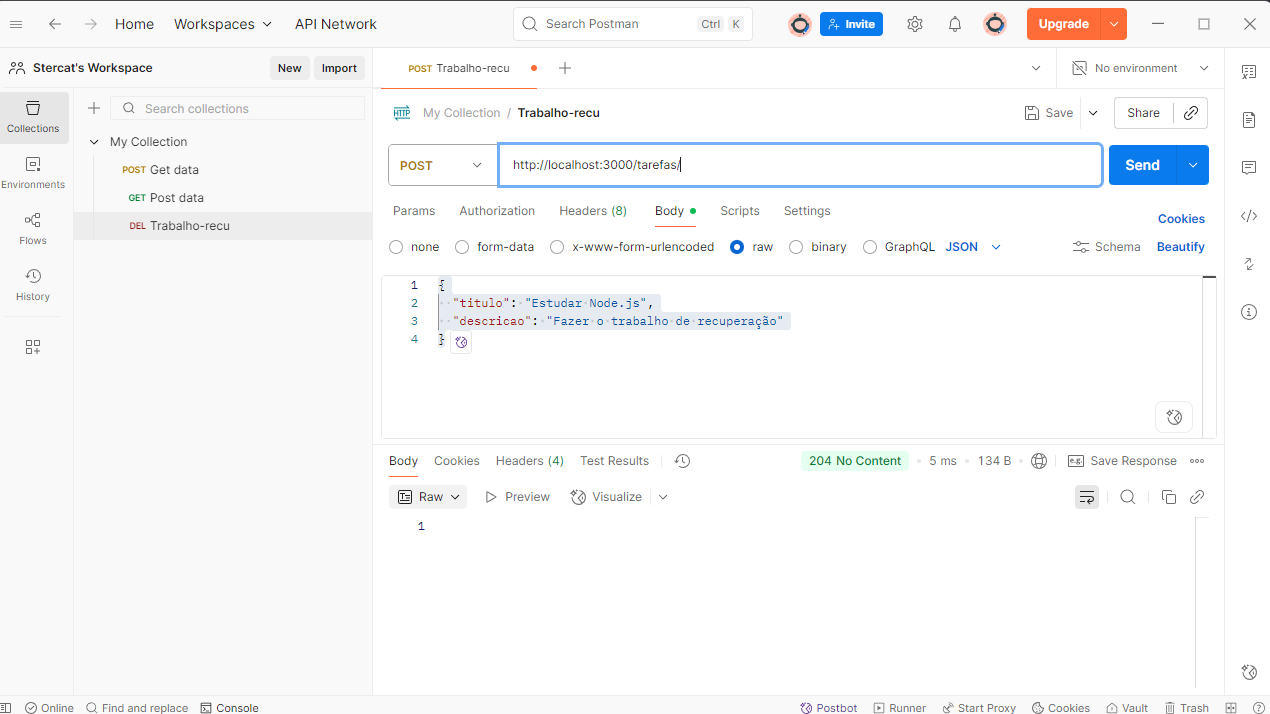 Home Workspaces API Network Search Postman Ctrl K Invite Upgrade
Stercat's Workspace New Import POST Trabalho-recu No environment
Collections
Environments
Flows
History
Search collections
My Collection
POST Get data
GET Post data
DEL Trabalho-recu
HTTP My Collection / Trabalho-recu Save Share
POST http://localhost:3000/tarefas/ Send
Params Authorization Headers (8) Body Scripts Settings Cookies
none form-data x-www-form-urlencoded raw binary GraphQL JSON Schema Beautify
1 {
2 "titulo": "Estudar Node.js",
3 "descricao": "Fazer o trabalho de recuperação"
4 }
Body Cookies Headers (4) Test Results 204 No Content 5 ms 134 B e.g. Save Response
Raw Preview Visualize
1
Online Find and replace Console Postbot Runner Start Proxy Cookies Vault Trash